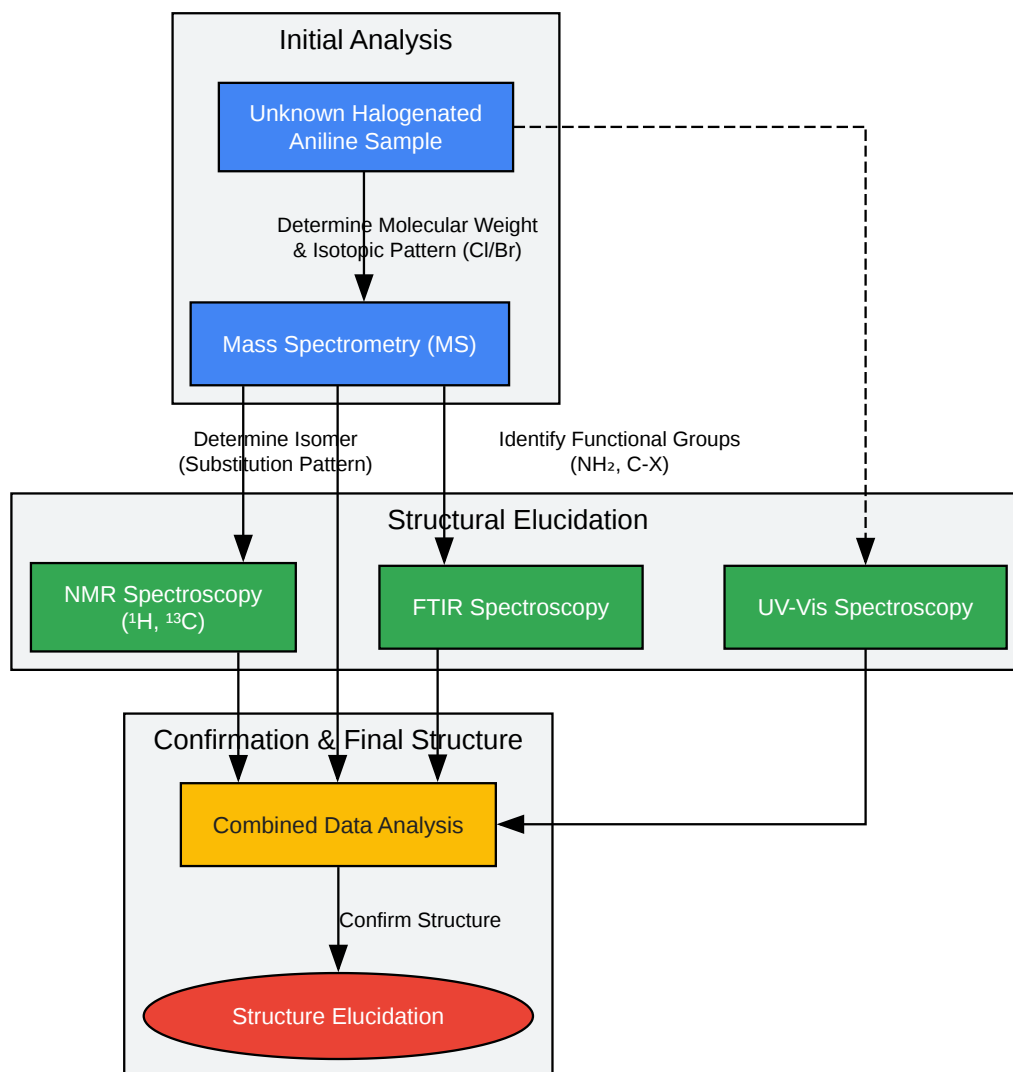 Initial Analysis
Unknown Halogenated
Aniline Sample
Determine Molecular Weight
& Isotopic Pattern (Cl/Br)
Mass Spectrometry (MS)
Determine Isomer
(Substitution Pattern)
Identify Functional Groups
(NH₂, C-X)
Structural Elucidation
NMR Spectroscopy
(¹H, ¹³C)
FTIR Spectroscopy
UV-Vis Spectroscopy
Confirmation & Final Structure
Combined Data Analysis
Confirm Structure
Structure Elucidation